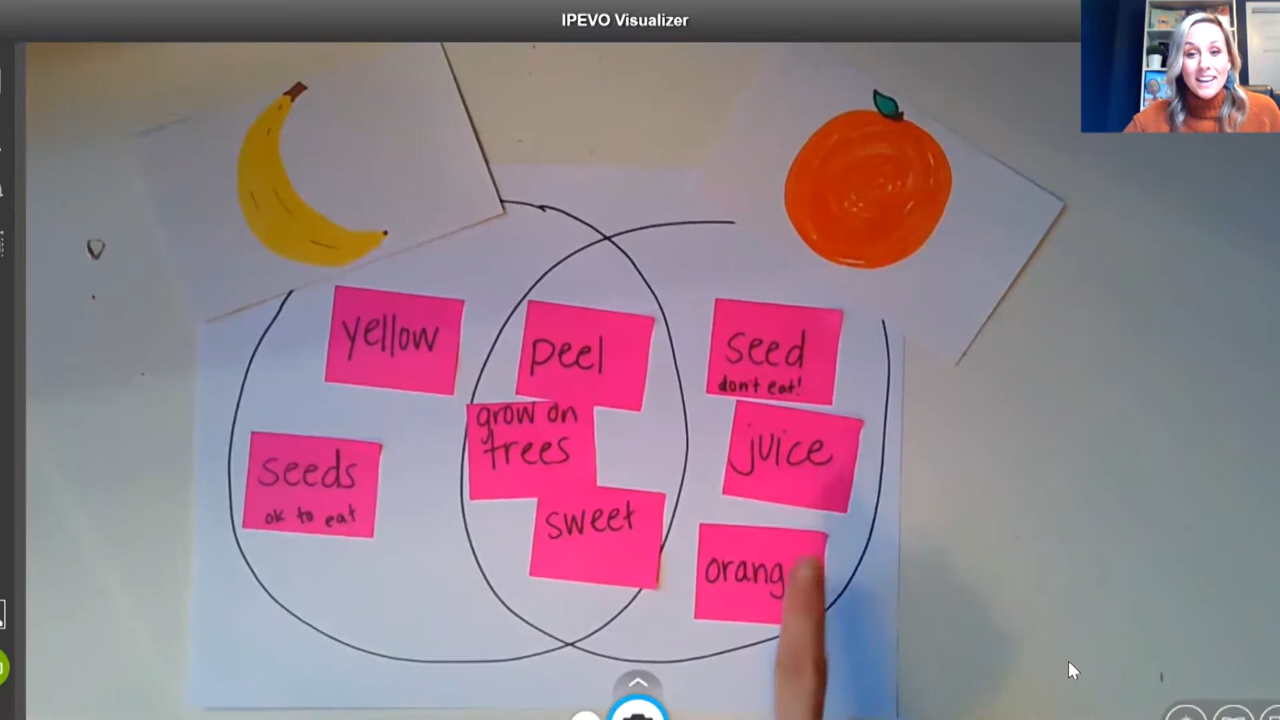 IPEVO Visualizer
yellow
peel
seed
don't eat!
grow on
trees
juice
seeds
ok to eat
sweet
orang